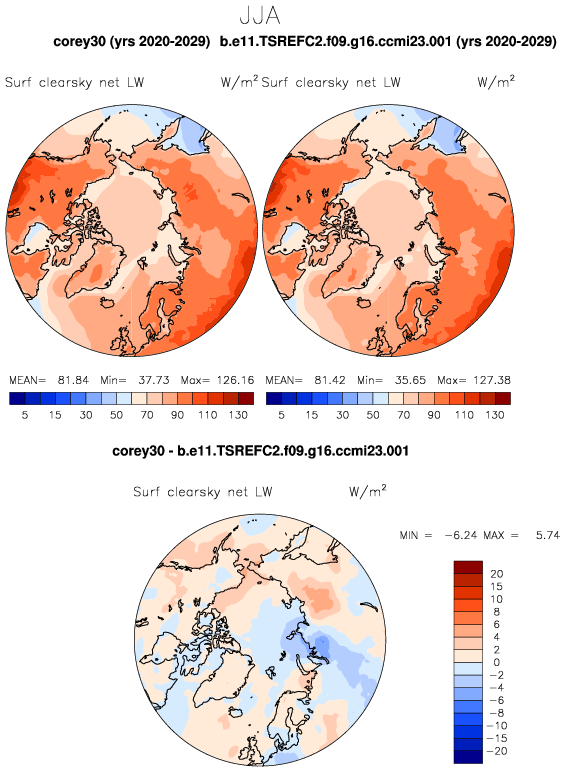 JJA
corey30 (yrs 2020-2029) b.e11.TSREFC2.f09.g16.ccmi23.001 (yrs 2020-2029)
Surf clearsky net LW W/m² Surf clearsky net LW W/m²
MEAN= 81.84 Min= 37.73 Max= 126.16 MEAN= 81.42 Min= 35.65 Max= 127.38
5 15 30 50 70 90 110 130 5 15 30 50 70 90 110 130
corey30 - b.e11.TSREFC2.f09.g16.ccmi23.001
Surf clearsky net LW W/m²
MIN = -6.24 MAX = 5.74
20
15
10
8
6
4
2
0
-2
-4
-6
-8
-10
-15
-20